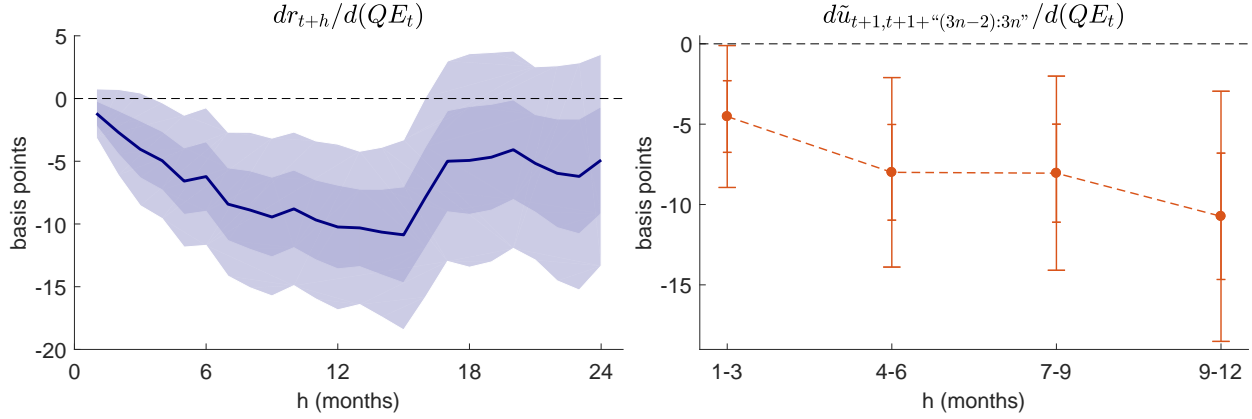 dr_{t+h}/d(QE_t)
5
0
-5
-10
-15
-20
basis points
0 6 12 18 24
h (months)
dũ_{t+1,t+1+“(3n−2):3n”}/d(QE_t)
0
-5
-10
-15
basis points
1-3 4-6 7-9 9-12
h (months)